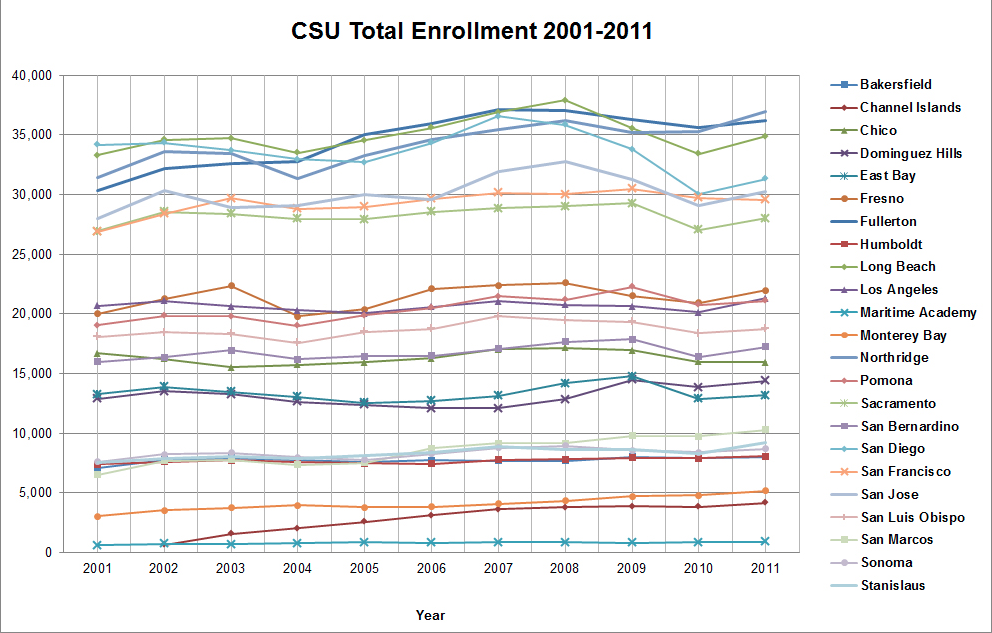 CSU Total Enrollment 2001-2011
40,000
35,000
30,000
25,000
20,000
15,000
10,000
5,000
0
2001 2002 2003 2004 2005 2006 2007 2008 2009 2010 2011
Year
Bakersfield
Channel Islands
Chico
Dominguez Hills
East Bay
Fresno
Fullerton
Humboldt
Long Beach
Los Angeles
Maritime Academy
Monterey Bay
Northridge
Pomona
Sacramento
San Bernardino
San Diego
San Francisco
San Jose
San Luis Obispo
San Marcos
Sonoma
Stanislaus